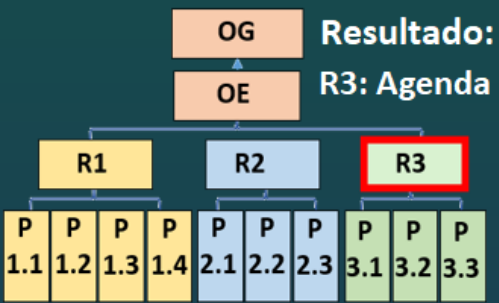 OG
Resultado:
OE
R3: Agenda
R1
R2
R3
P P P P P P P P P P
1.1 1.2 1.3 1.4 2.1 2.2 2.3 3.1 3.2 3.3